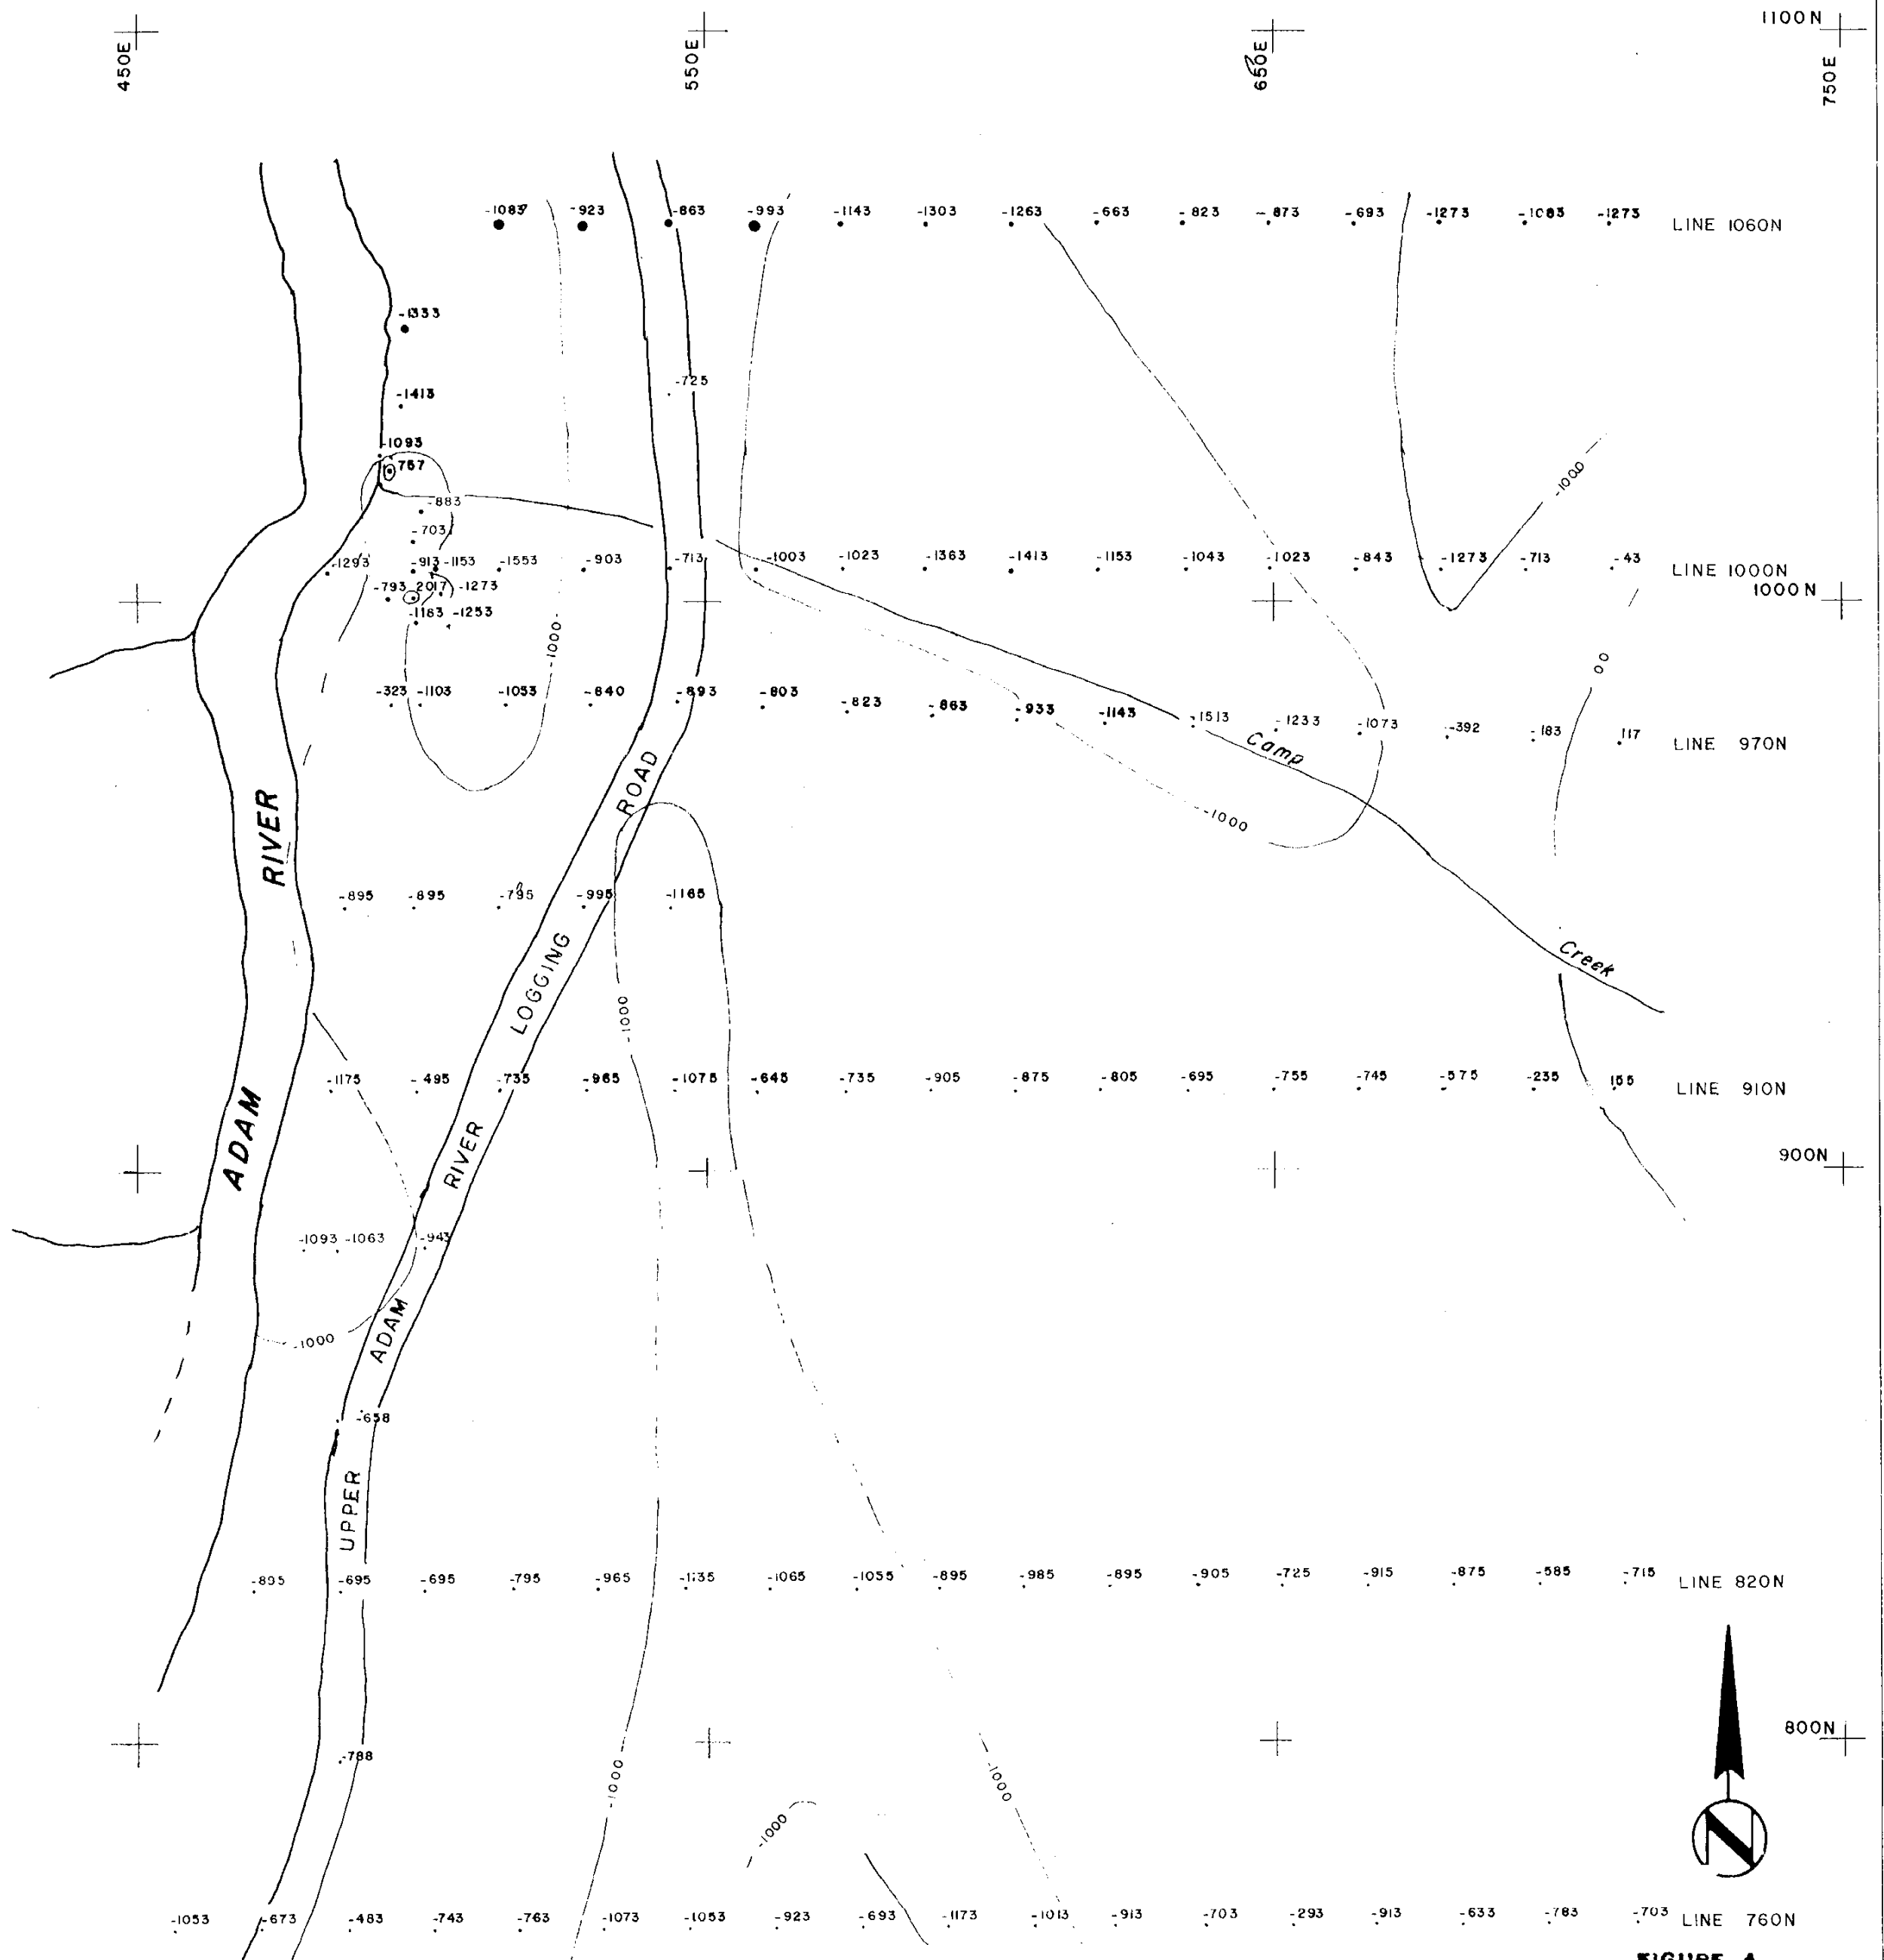 1100N
450E
550E
650E
750E
-1087 -923 -863 -993 -1143 -1303 -1263 -663 -823 -873 -693 -1273 -1083 -1273 LINE 1060N
-1333
-725
-1413
-1093
757
-883
-703
-1000
-1293 -913 -1153 -1553 -903 -713 -1003 -1023 -1363 -1413 -1153 -1043 -1023 -843 -1273 -713 -43 LINE 1000N
-793 2017 -1273
1000N
-1183 -1253
-1000
00
-323 -1103 -1053 -840 -893 -803 -823 -863 -933 -1143 -1513 -1233 -1073 -392 -183 117 LINE 970N
Camp
-1000
-895 -895 -795 -995 -1165
Creek
-1000
-1175 -495 -735 -965 -1075 -645 -735 -905 -875 -805 -695 -755 -745 -575 -235 155 LINE 910N
900N
ADAM RIVER
-1093 -1063 -943
-1000
UPPER ADAM RIVER LOGGING ROAD
-658
-895 -695 -695 -795 -965 -1135 -1065 -1055 -895 -985 -895 -905 -725 -915 -875 -585 -715 LINE 820N
800N
-788
-1000
-1000
-1000
N
-1053 -673 -483 -743 -763 -1073 -1053 -923 -693 -1173 -1013 -913 -703 -293 -913 -633 -783 -703 LINE 760N